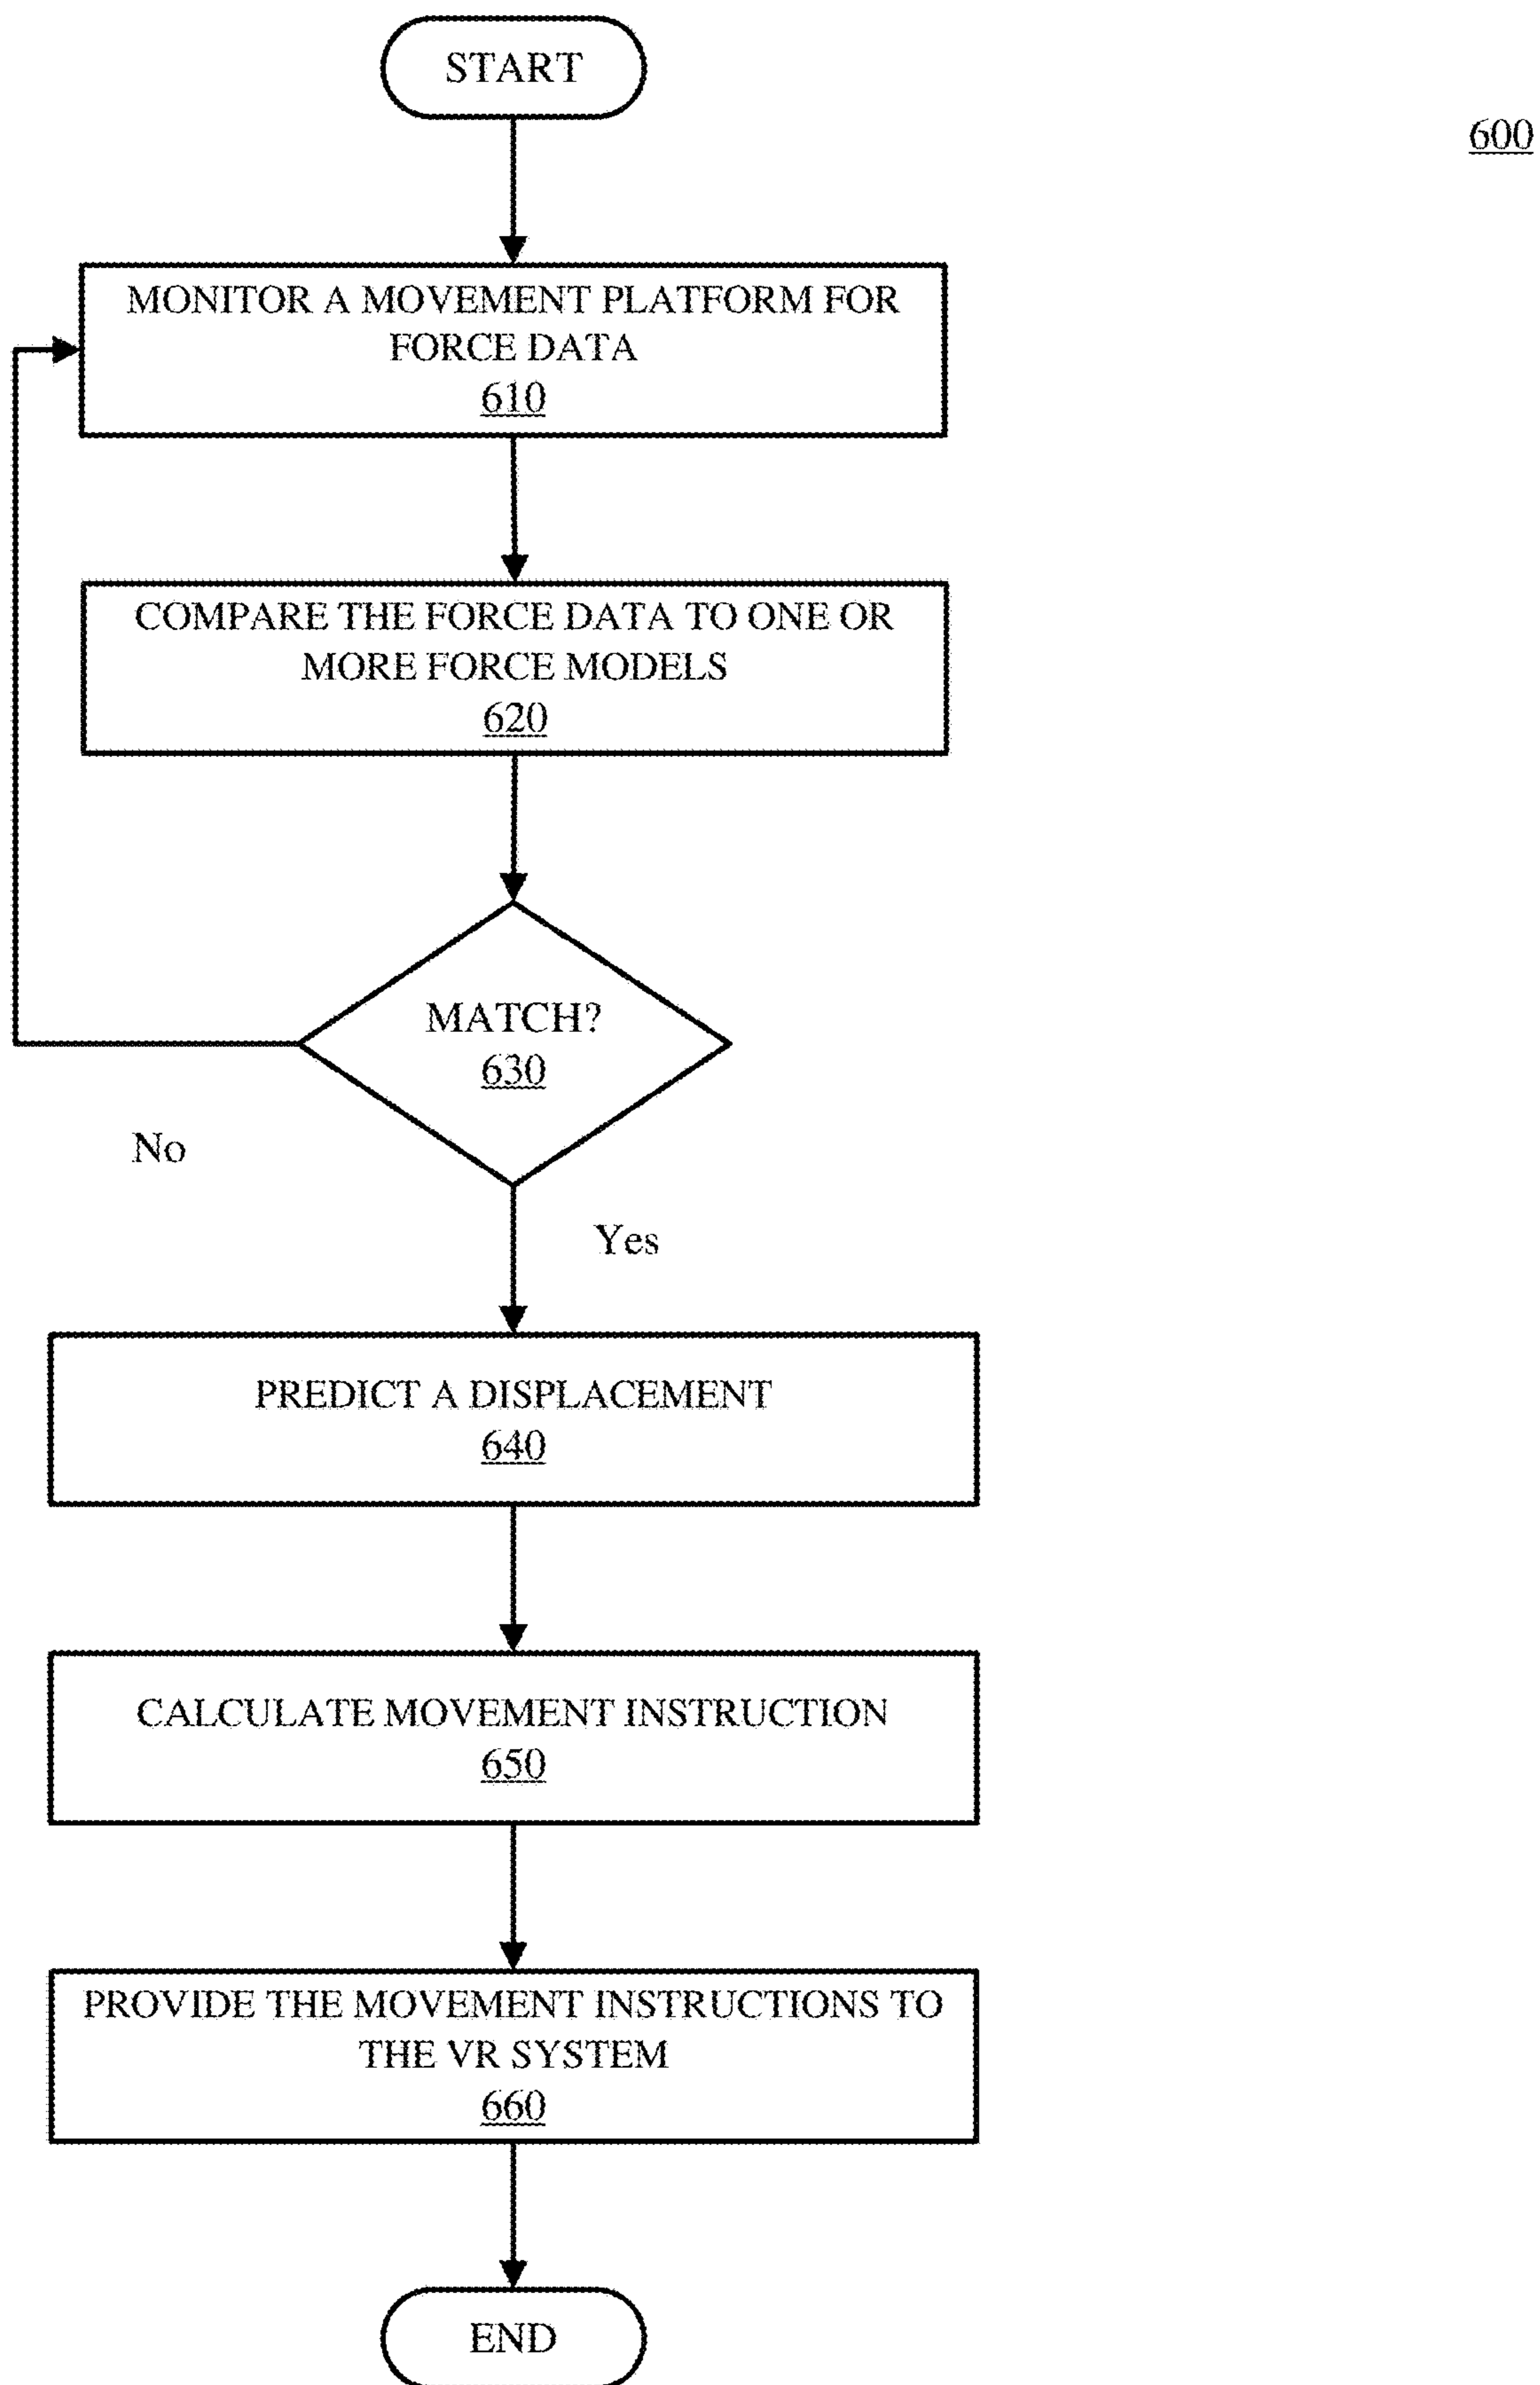 START
600
MONITOR A MOVEMENT PLATFORM FOR
FORCE DATA
610
COMPARE THE FORCE DATA TO ONE OR
MORE FORCE MODELS
620
MATCH?
630
No
Yes
PREDICT A DISPLACEMENT
640
CALCULATE MOVEMENT INSTRUCTION
650
PROVIDE THE MOVEMENT INSTRUCTIONS TO
THE VR SYSTEM
660
END